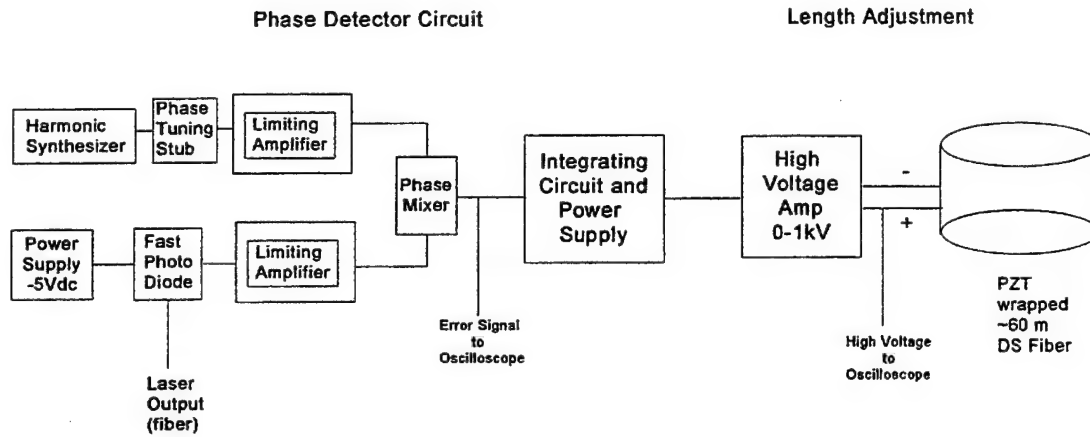 Phase Detector Circuit
Length Adjustment
Harmonic
Synthesizer
Phase
Tuning
Stub
Limiting
Amplifier
Power
Supply
-5Vdc
Fast
Photo
Diode
Limiting
Amplifier
Laser
Output
(fiber)
Phase
Mixer
Error Signal
to
Oscilloscope
Integrating
Circuit and
Power
Supply
High
Voltage
Amp
0-1kV
-
+
High Voltage
to
Oscilloscope
PZT
wrapped
~60 m
DS Fiber